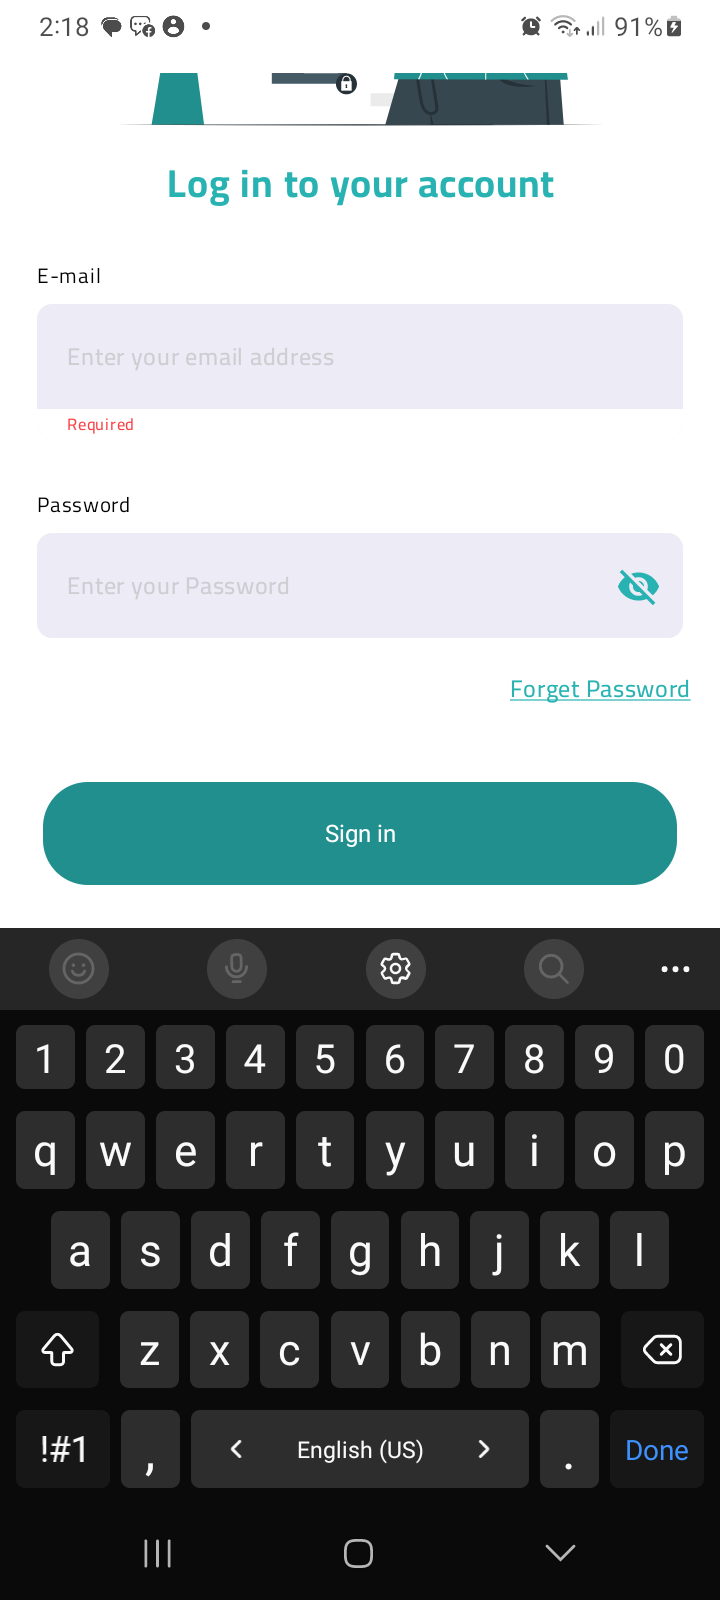 2:18
91%
Log in to your account
E-mail
Enter your email address
Required
Password
Enter your Password
Forget Password
Sign in
1 2 3 4 5 6 7 8 9 0
q w e r t y u i o p
a s d f g h j k l
z x c v b n m
!#1 , English (US) . Done